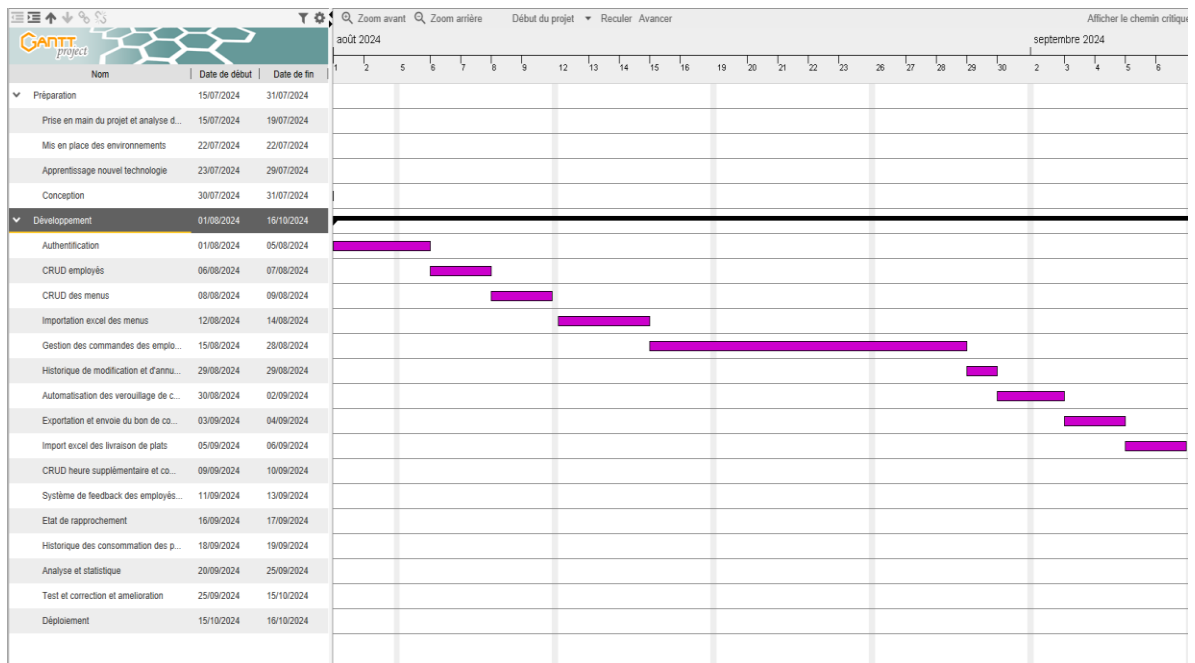 Zoom avant Zoom arrière Début du projet Reculer Avancer Afficher le chemin critique
GANTT project
août 2024 septembre 2024
Nom Date de début Date de fin
1 2 5 6 7 8 9 12 13 14 15 16 19 20 21 22 23 26 27 28 29 30 2 3 4 5 6
Préparation 15/07/2024 31/07/2024
Prise en main du projet et analyse d... 15/07/2024 19/07/2024
Mis en place des environnements 22/07/2024 22/07/2024
Apprentissage nouvel technologie 23/07/2024 29/07/2024
Conception 30/07/2024 31/07/2024
Développement 01/08/2024 16/10/2024
Authentification 01/08/2024 05/08/2024
CRUD employés 06/08/2024 07/08/2024
CRUD des menus 08/08/2024 09/08/2024
Importation excel des menus 12/08/2024 14/08/2024
Gestion des commandes des emplo... 15/08/2024 28/08/2024
Historique de modification et d'annu... 29/08/2024 29/08/2024
Automatisation des verouillage de c... 30/08/2024 02/09/2024
Exportation et envoie du bon de co... 03/09/2024 04/09/2024
Import excel des livraison de plats 05/09/2024 06/09/2024
CRUD heure supplémentaire et co... 09/09/2024 10/09/2024
Système de feedback des employés... 11/09/2024 13/09/2024
Etat de rapprochement 16/09/2024 17/09/2024
Historique des consommation des p... 18/09/2024 19/09/2024
Analyse et statistique 20/09/2024 25/09/2024
Test et correction et amelioration 25/09/2024 15/10/2024
Déploiement 15/10/2024 16/10/2024